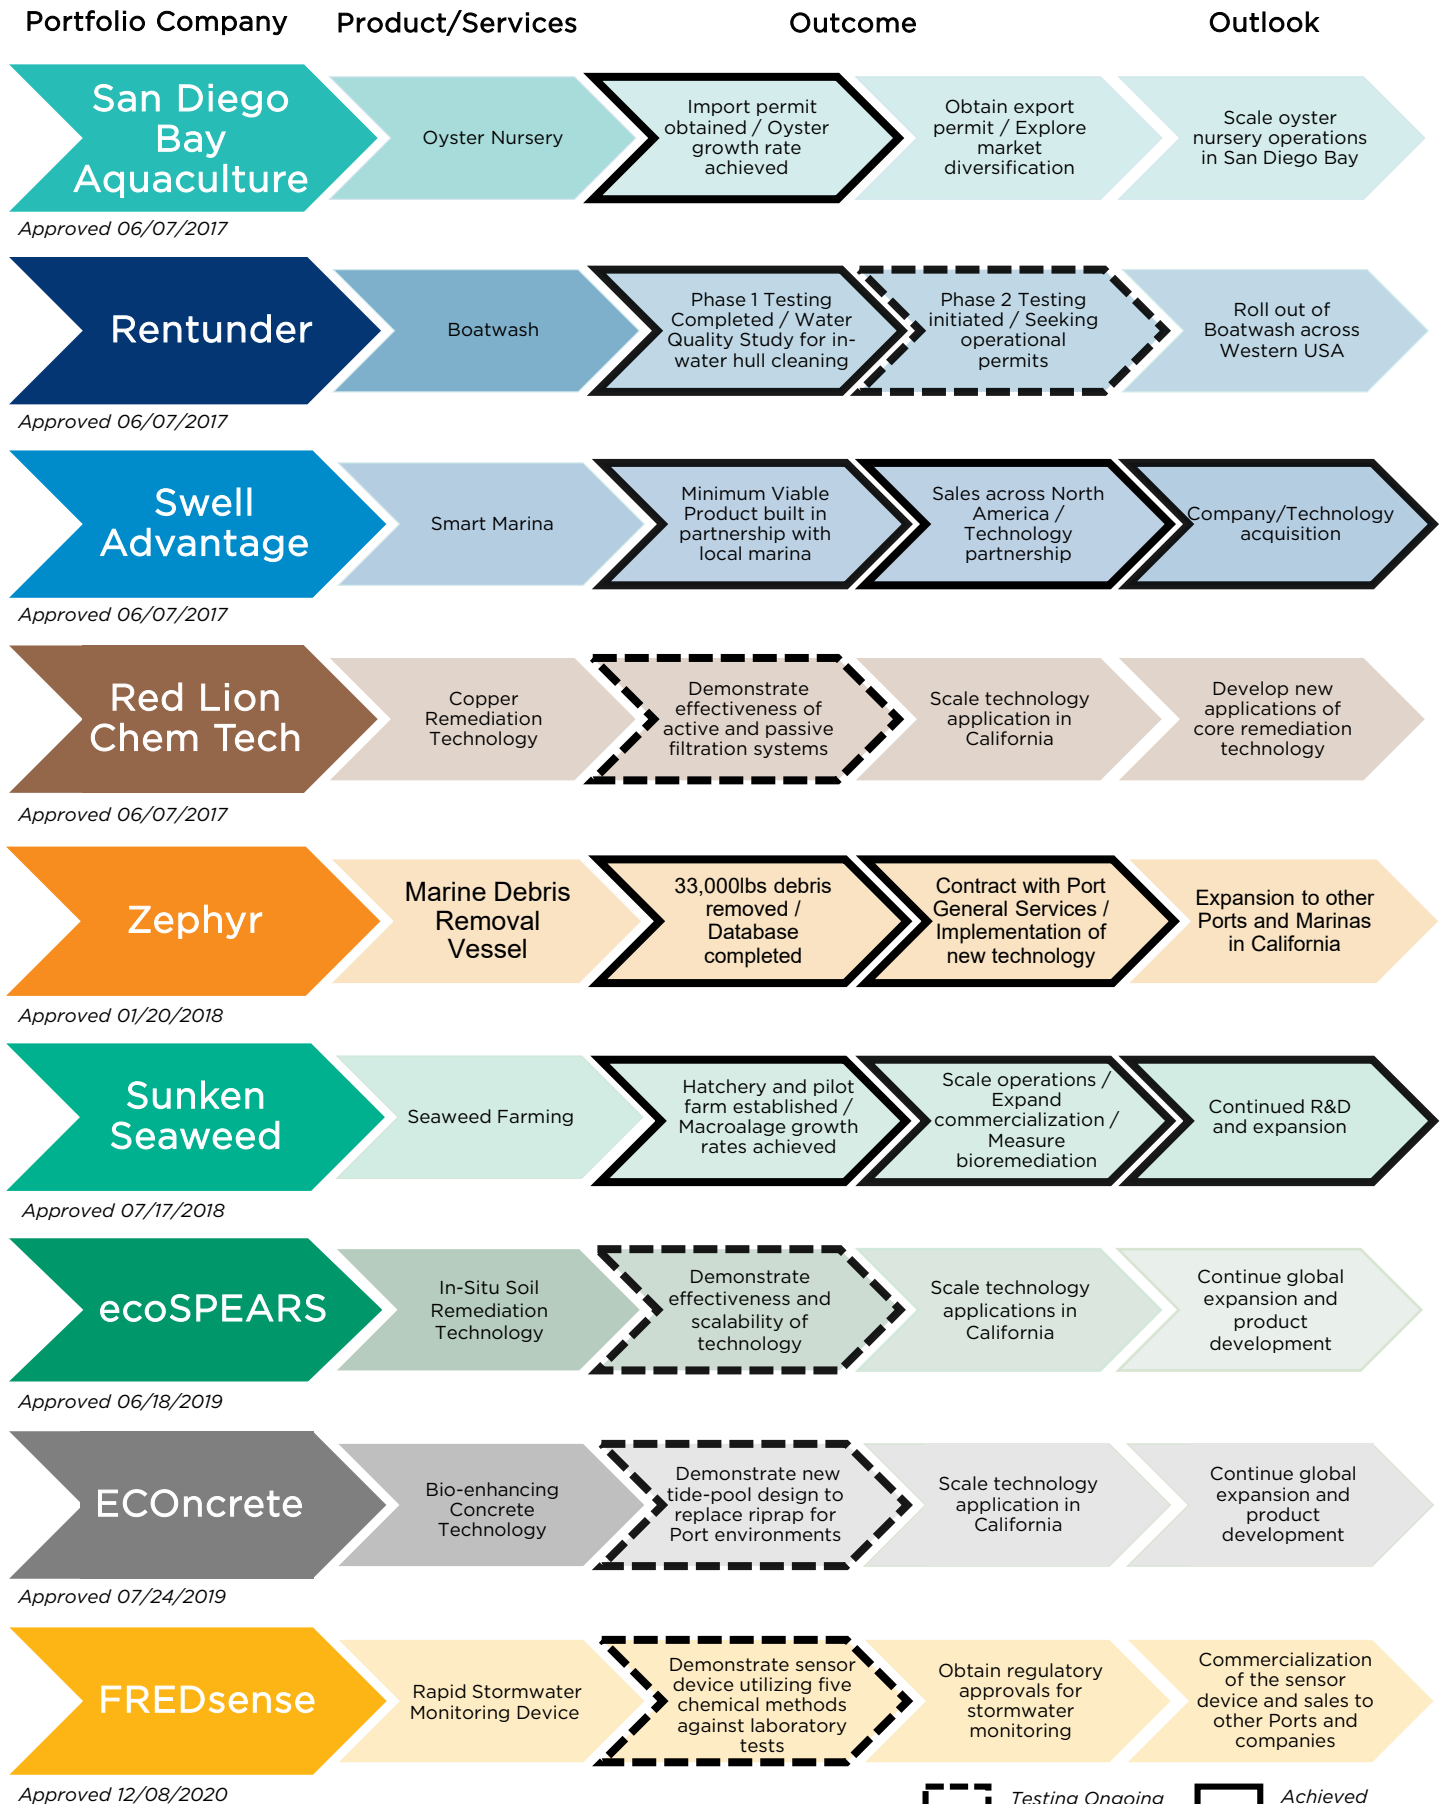 Portfolio Company
Product/Services
Outcome
Outlook
San Diego
Bay
Aquaculture
Oyster Nursery
Import permit
obtained / Oyster
growth rate
achieved
Obtain export
permit / Explore
market
diversification
Scale oyster
nursery operations
in San Diego Bay
Approved 06/07/2017
Rentunder
Boatwash
Phase 1 Testing
Completed / Water
Quality Study for in-
water hull cleaning
Phase 2 Testing
initiated / Seeking
operational
permits
Roll out of
Boatwash across
Western USA
Approved 06/07/2017
Swell
Advantage
Smart Marina
Minimum Viable
Product built in
partnership with
local marina
Sales across North
America /
Technology
partnership
Company/Technology
acquisition
Approved 06/07/2017
Red Lion
Chem Tech
Copper
Remediation
Technology
Demonstrate
effectiveness of
active and passive
filtration systems
Scale technology
application in
California
Develop new
applications of
core remediation
technology
Approved 06/07/2017
Zephyr
Marine Debris
Removal
Vessel
33,000lbs debris
removed /
Database
completed
Contract with Port
General Services /
Implementation of
new technology
Expansion to other
Ports and Marinas
in California
Approved 01/20/2018
Sunken
Seaweed
Seaweed Farming
Hatchery and pilot
farm established /
Macroalage growth
rates achieved
Scale operations /
Expand
commercialization /
Measure
bioremediation
Continued R&D
and expansion
Approved 07/17/2018
ecoSPEARS
In-Situ Soil
Remediation
Technology
Demonstrate
effectiveness and
scalability of
technology
Scale technology
applications in
California
Continue global
expansion and
product
development
Approved 06/18/2019
ECOncrete
Bio-enhancing
Concrete
Technology
Demonstrate new
tide-pool design to
replace riprap for
Port environments
Scale technology
application in
California
Continue global
expansion and
product
development
Approved 07/24/2019
FREDsense
Rapid Stormwater
Monitoring Device
Demonstrate sensor
device utilizing five
chemical methods
against laboratory
tests
Obtain regulatory
approvals for
stormwater
monitoring
Commercialization
of the sensor
device and sales to
other Ports and
companies
Approved 12/08/2020
Testing Ongoing
Achieved